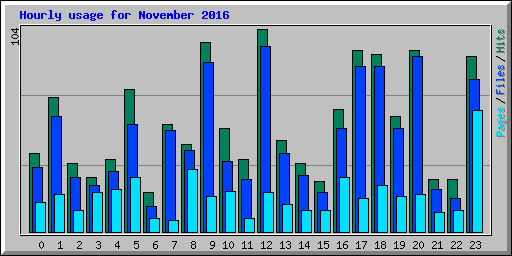 Hourly usage for November 2016
104
Pages/Files/Hits
0 1 2 3 4 5 6 7 8 9 10 11 12 13 14 15 16 17 18 19 20 21 22 23